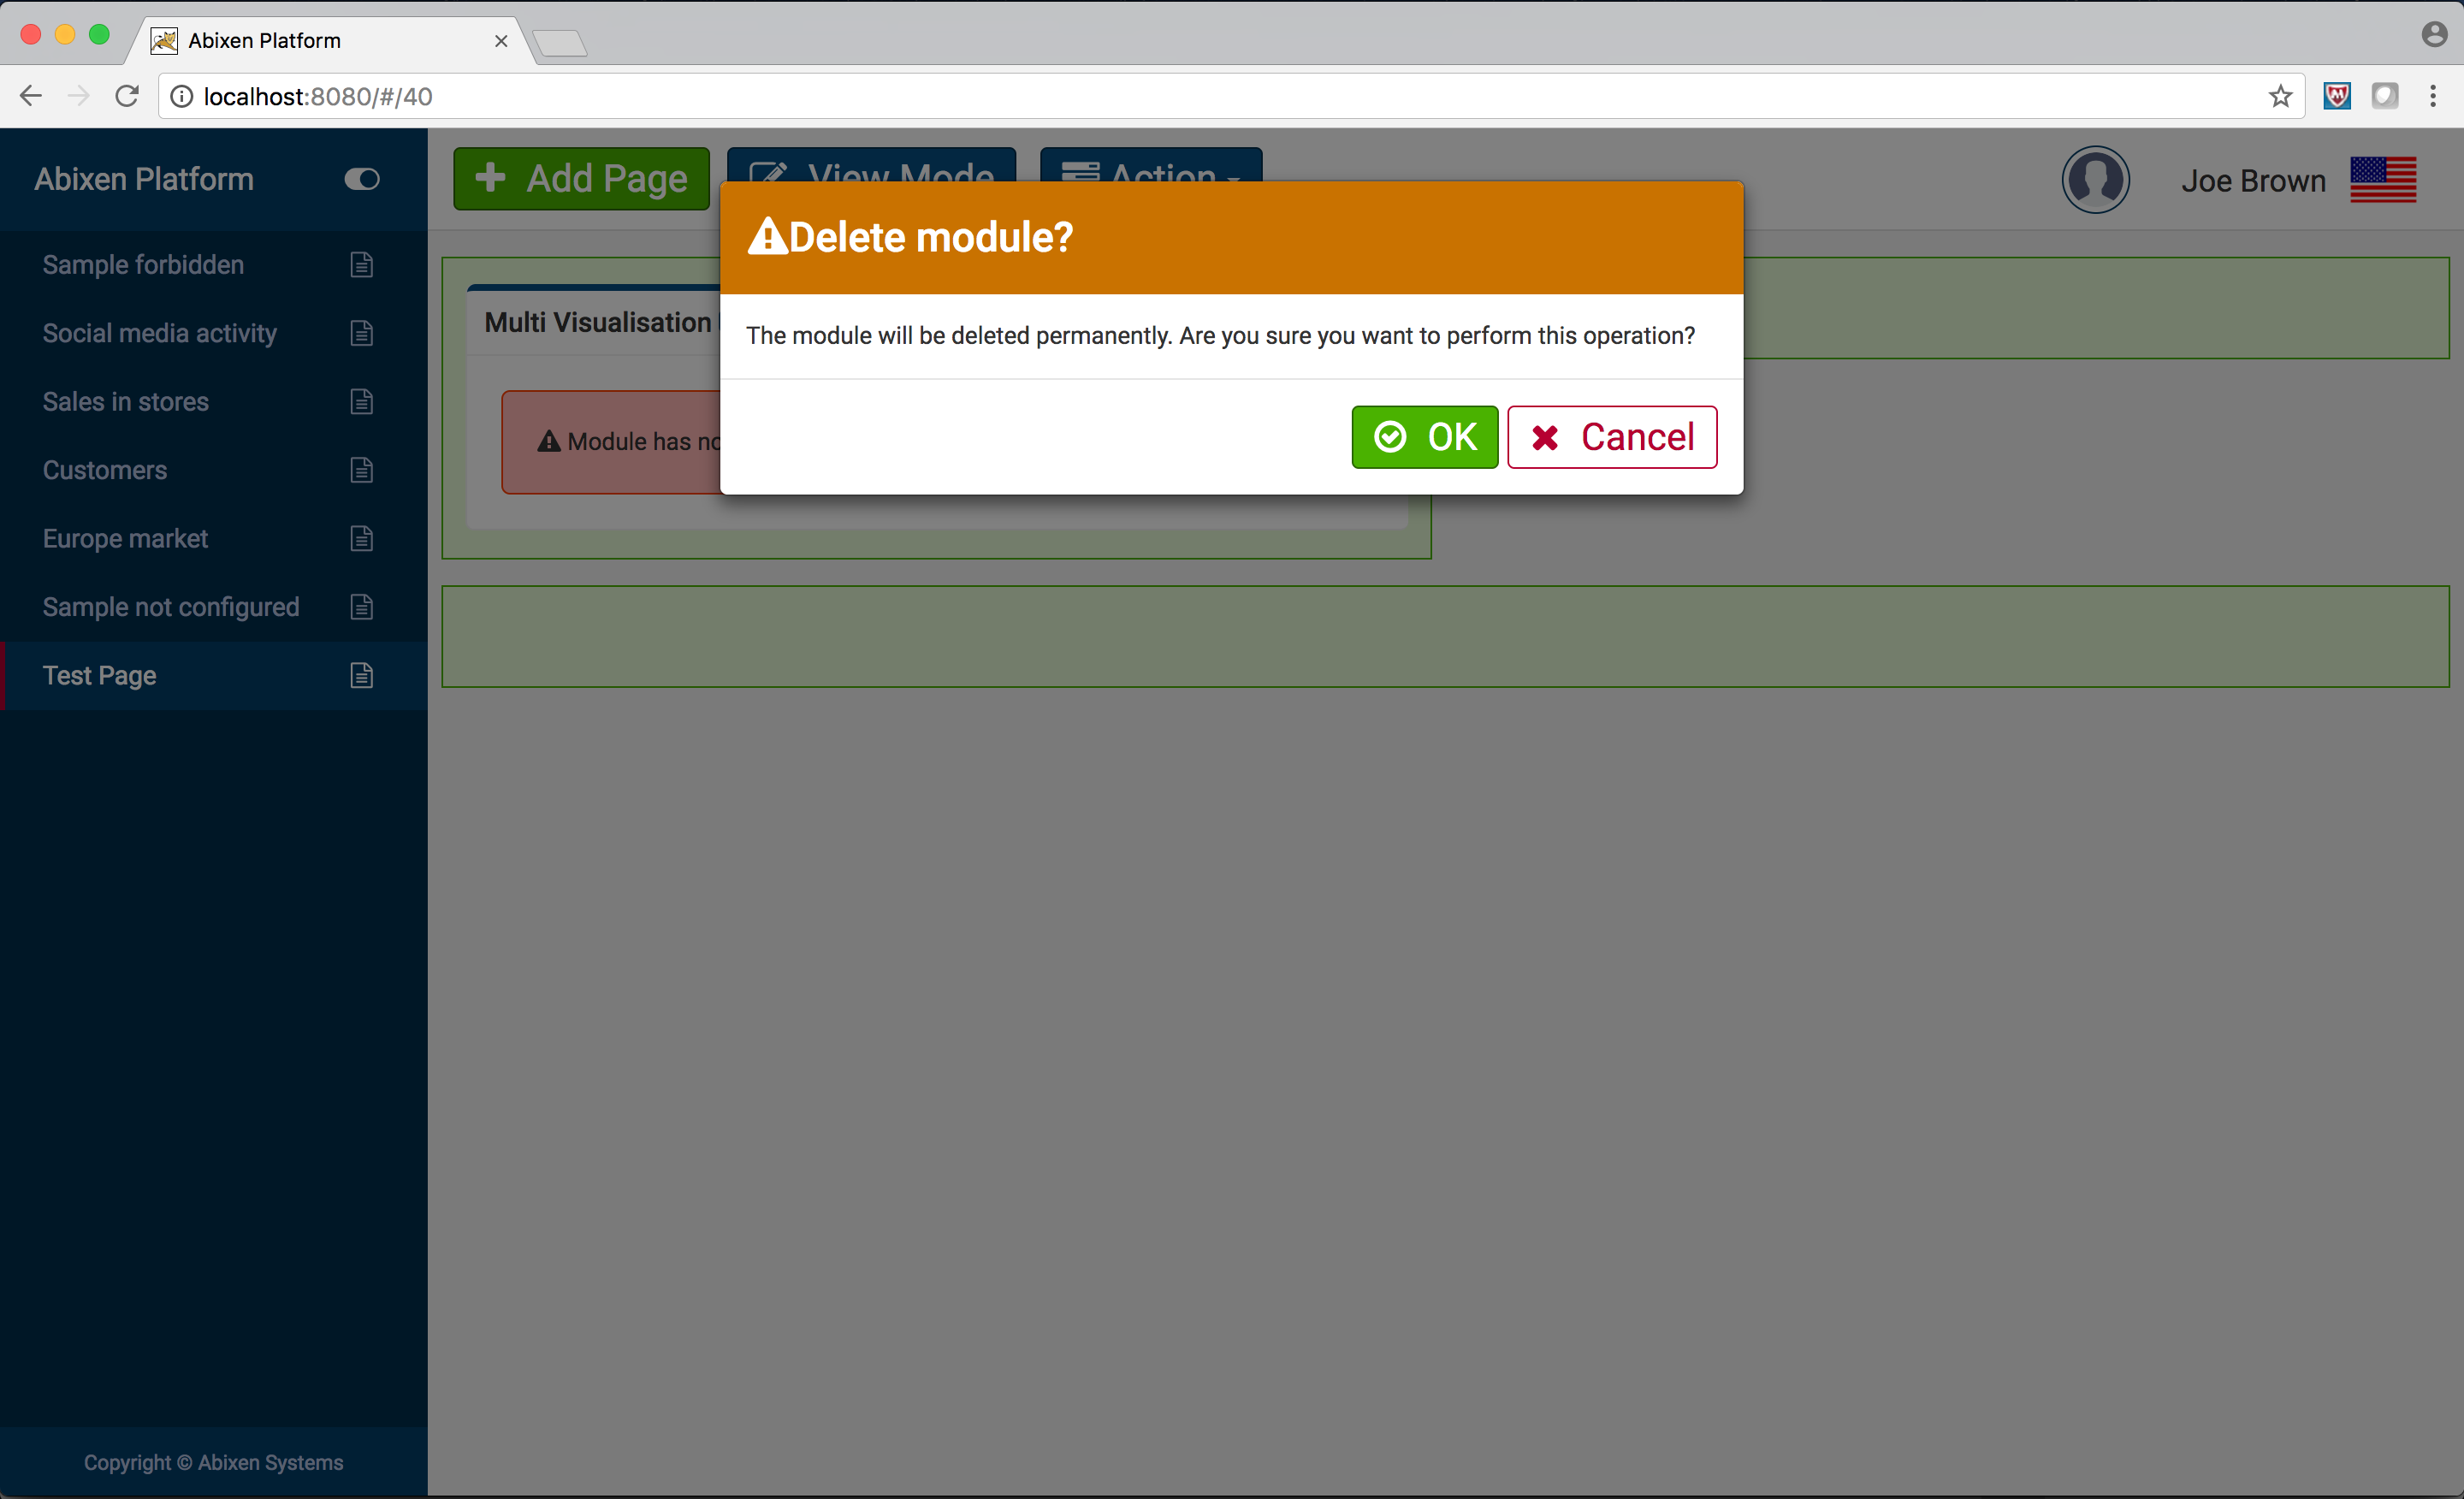 Abixen Platform
localhost:8080/#/40
Abixen Platform
Add Page
View Mode
Action
Joe Brown
Sample forbidden
Social media activity
Sales in stores
Customers
Europe market
Sample not configured
Test Page
Copyright © Abixen Systems
Multi Visualisation
Module has
Delete module?
The module will be deleted permanently. Are you sure you want to perform this operation?
OK
Cancel